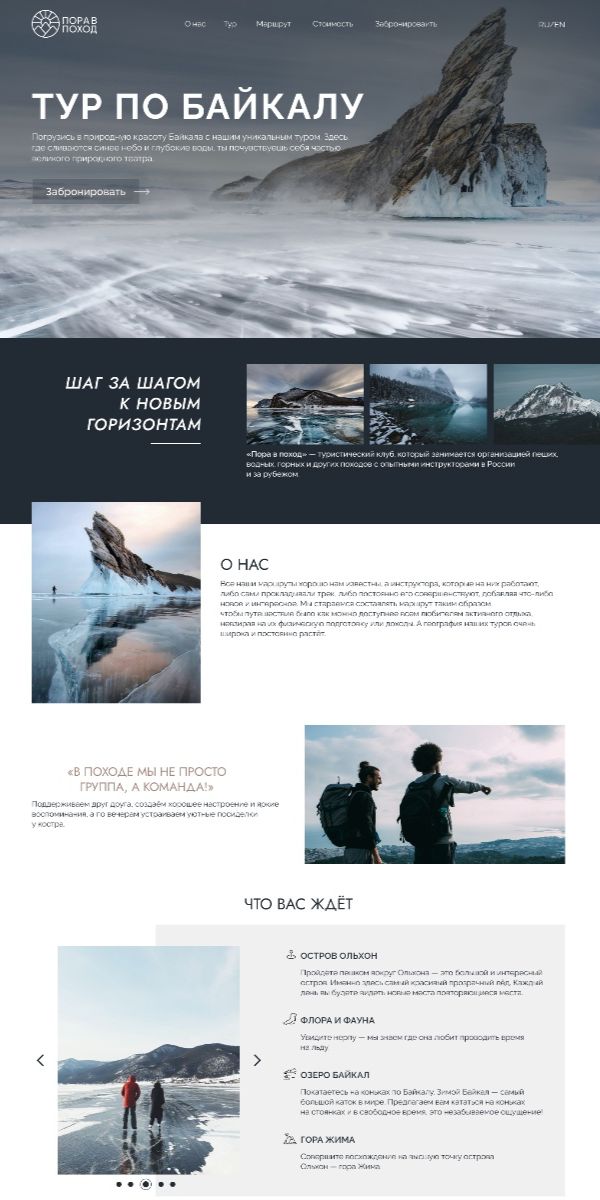 ПОРА В
ПОХОД
О нас Тур Маршрут Стоимость Забронировать
RU/EN
ТУР ПО БАЙКАЛУ
Погрузись в природную красоту Байкала с нашим уникальным туром. Здесь,
где сливаются синее небо и глубокие воды, ты почувствуешь себя частью
великого природного театра.
Забронировать
ШАГ ЗА ШАГОМ
К НОВЫМ
ГОРИЗОНТАМ
«Пора в поход» — туристический клуб, который занимается организацией пеших,
водных, горных и других походов с опытными инструкторами в России
и за рубежом.
О НАС
Все наши маршруты хорошо нам известны, а инструктора, которые на них работают,
либо сами прокладывали трек, либо постоянно его совершенствуют, добавляя что-либо
новое и интересное. Мы стараемся составлять маршрут таким образом,
чтобы путешествие было как можно доступнее всем любителям активного отдыха,
невзирая на их физическую подготовку или доходы. А география наших туров очень
широка и постоянно растёт.
«В ПОХОДЕ МЫ НЕ ПРОСТО
ГРУППА, А КОМАНДА!»
Поддерживаем друг друга, создаём хорошее настроение и яркие
воспоминания, а по вечерам устраиваем уютные посиделки
у костра.
ЧТО ВАС ЖДЁТ
ОСТРОВ ОЛЬХОН
Пройдёте пешком вокруг Ольхона — это большой и интересный
остров. Именно здесь самый красивый прозрачный лёд. Каждый
день вы будете видеть новые места повторяющиеся места.
ФЛОРА И ФАУНА
Увидите нерпу — мы знаем где она любит проводить время
на льду.
ОЗЕРО БАЙКАЛ
Покатаетесь на коньках по Байкалу. Зимой Байкал — самый
большой каток в мире. Предлагаем вам кататься на коньках
на стоянках и в свободное время, это незабываемое ощущение!
ГОРА ЖИМА
Совершите восхождение на высшую точку острова
Ольхон — гора Жима.